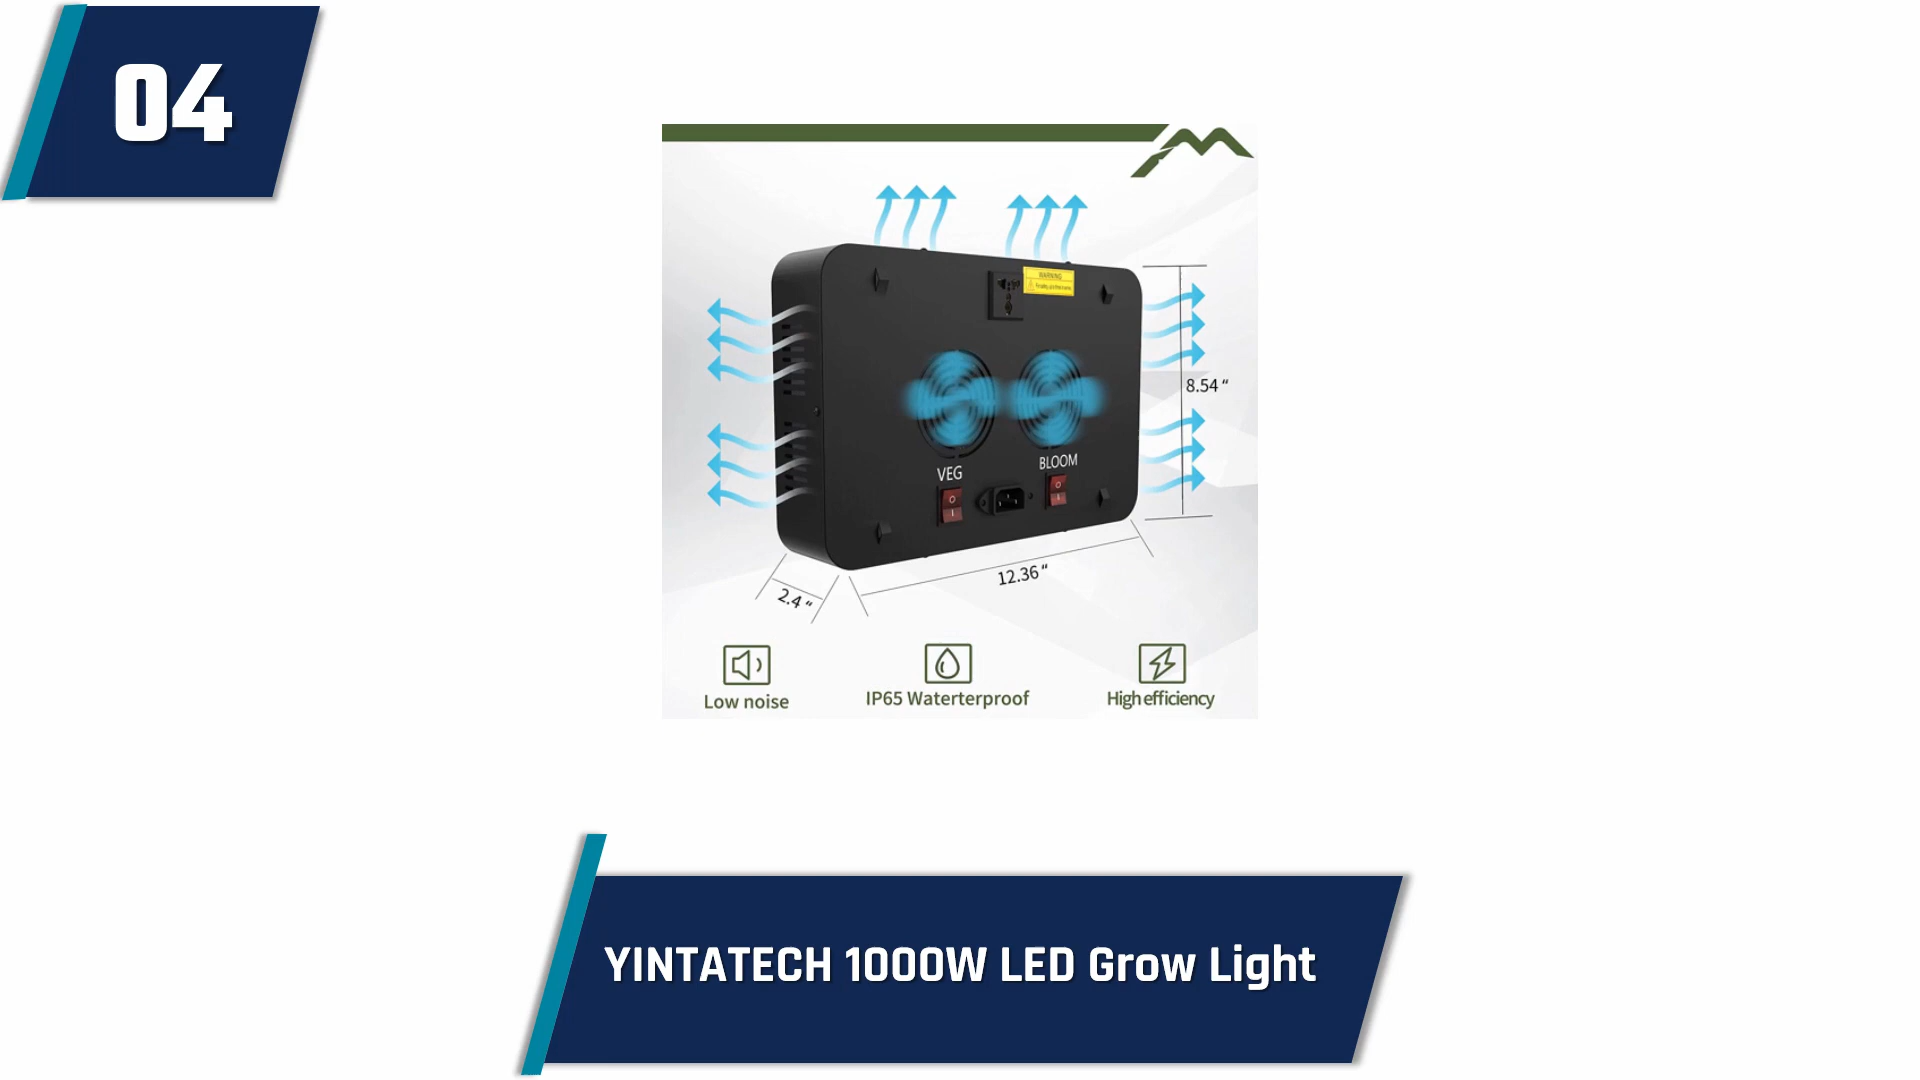 04
WARNING
8.54“
VEG
BLOOM
12.36“
2.4“
Low noise
IP65 Waterterproof
High efficiency
YINTATECH 1000W LED Grow Light